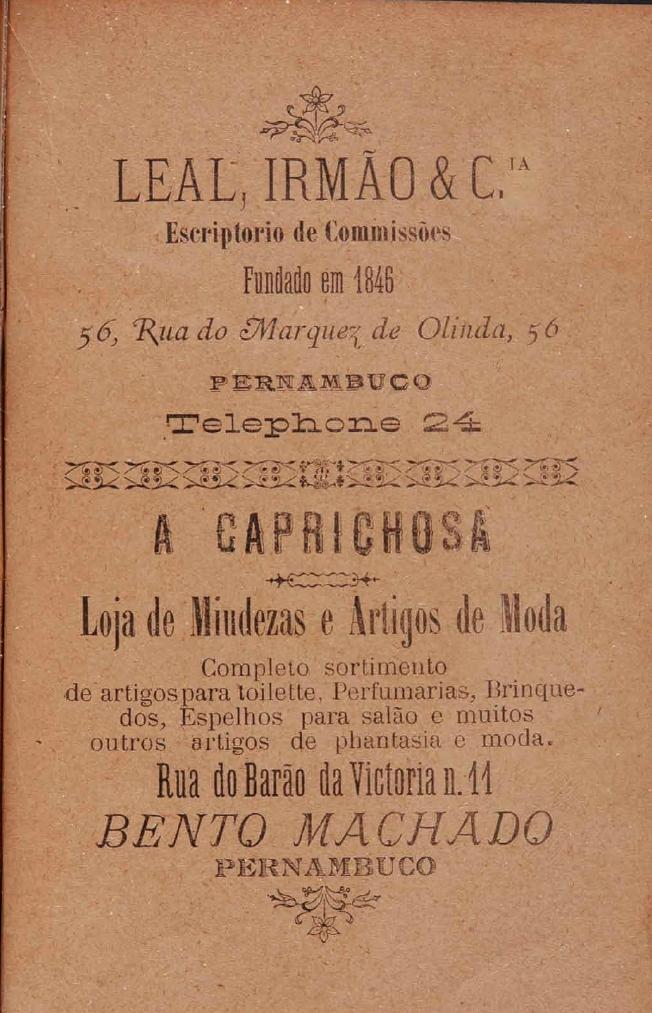 LEAL, IRMÃO & C.IA
Escriptorio de Commissões
Fundado em 1846
56, Rua do Marquez de Olinda, 56
PERNAMBUCO
Telephone 24
A CAPRICHOSA
Loja de Miudezas e Artigos de Moda
Completo sortimento
de artigos para toilette, Perfumarias, Brinque-
dos, Espelhos para salão e muitos
outros artigos de phantasia e moda.
Rua do Barão da Victoria n. 11
BENTO MACHADO
PERNAMBUCO